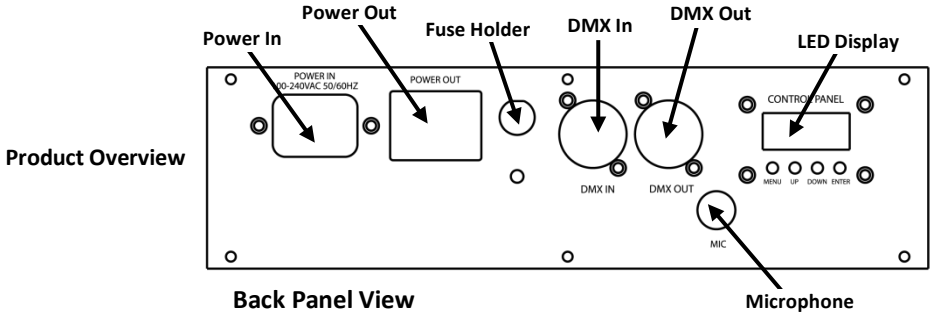 Power Out
DMX Out
Power In
Fuse Holder
DMX In
LED Display
POWER IN
00-240VAC 50/60HZ
POWER OUT
CONTROL PANEL
Product Overview
MENU UP DOWN ENTER
DMX IN
DMX OUT
MIC
Back Panel View
Microphone